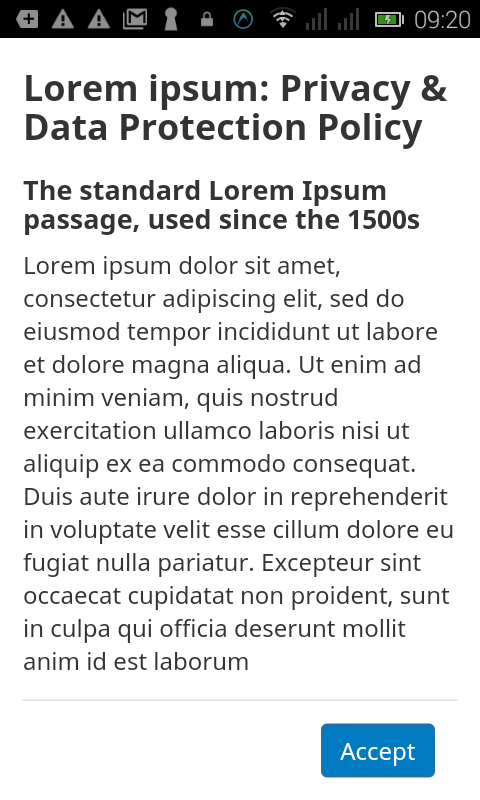 09:20
Lorem ipsum: Privacy &
Data Protection Policy
The standard Lorem Ipsum
passage, used since the 1500s
Lorem ipsum dolor sit amet,
consectetur adipiscing elit, sed do
eiusmod tempor incididunt ut labore
et dolore magna aliqua. Ut enim ad
minim veniam, quis nostrud
exercitation ullamco laboris nisi ut
aliquip ex ea commodo consequat.
Duis aute irure dolor in reprehenderit
in voluptate velit esse cillum dolore eu
fugiat nulla pariatur. Excepteur sint
occaecat cupidatat non proident, sunt
in culpa qui officia deserunt mollit
anim id est laborum
Accept